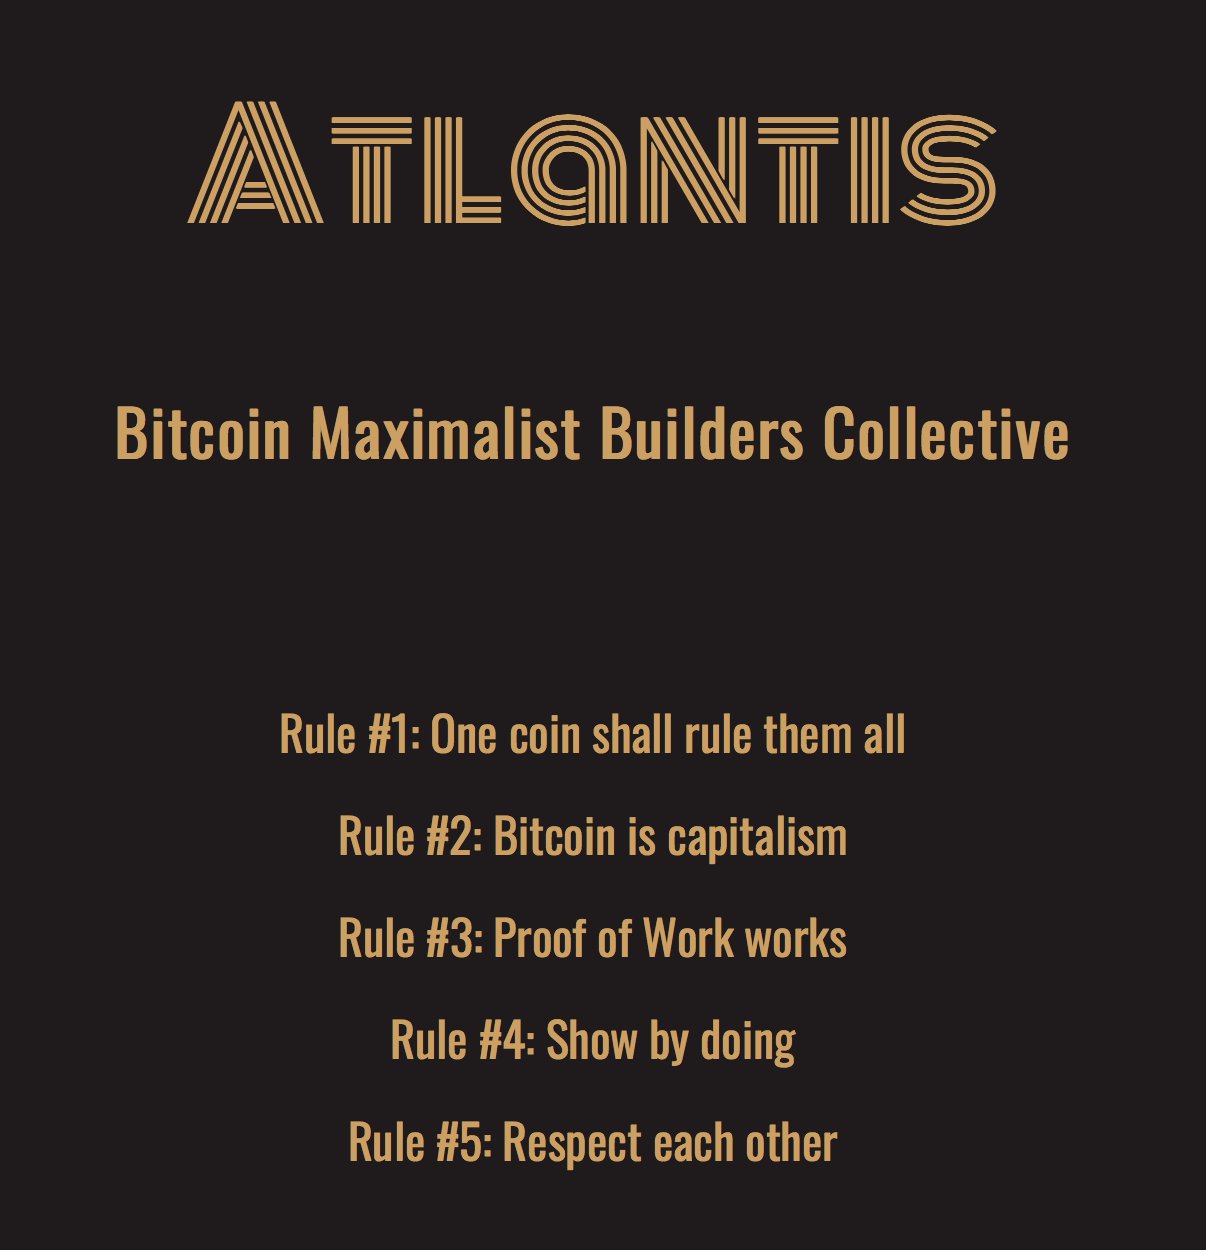 Atlantis
Bitcoin Maximalist Builders Collective
Rule #1: One coin shall rule them all
Rule #2: Bitcoin is capitalism
Rule #3: Proof of Work works
Rule #4: Show by doing
Rule #5: Respect each other